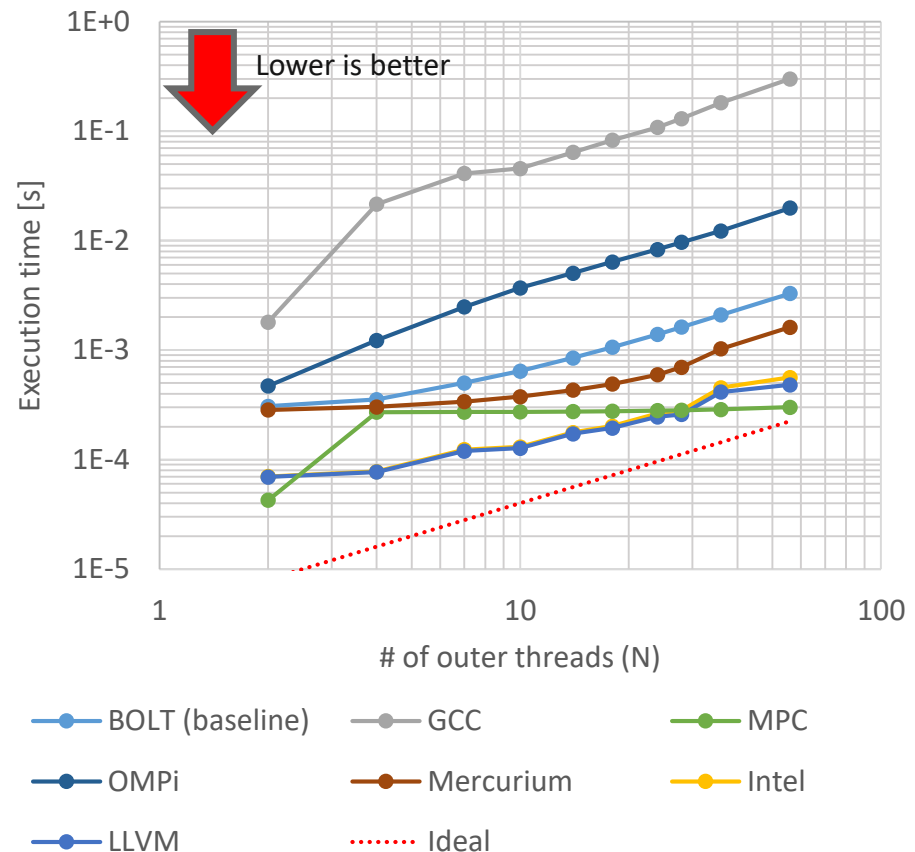 1E+0
Lower is better
1E-1
1E-2
1E-3
1E-4
1E-5
Execution time [s]
1 10 100
# of outer threads (N)
BOLT (baseline) GCC MPC
OMPi Mercurium Intel
LLVM Ideal